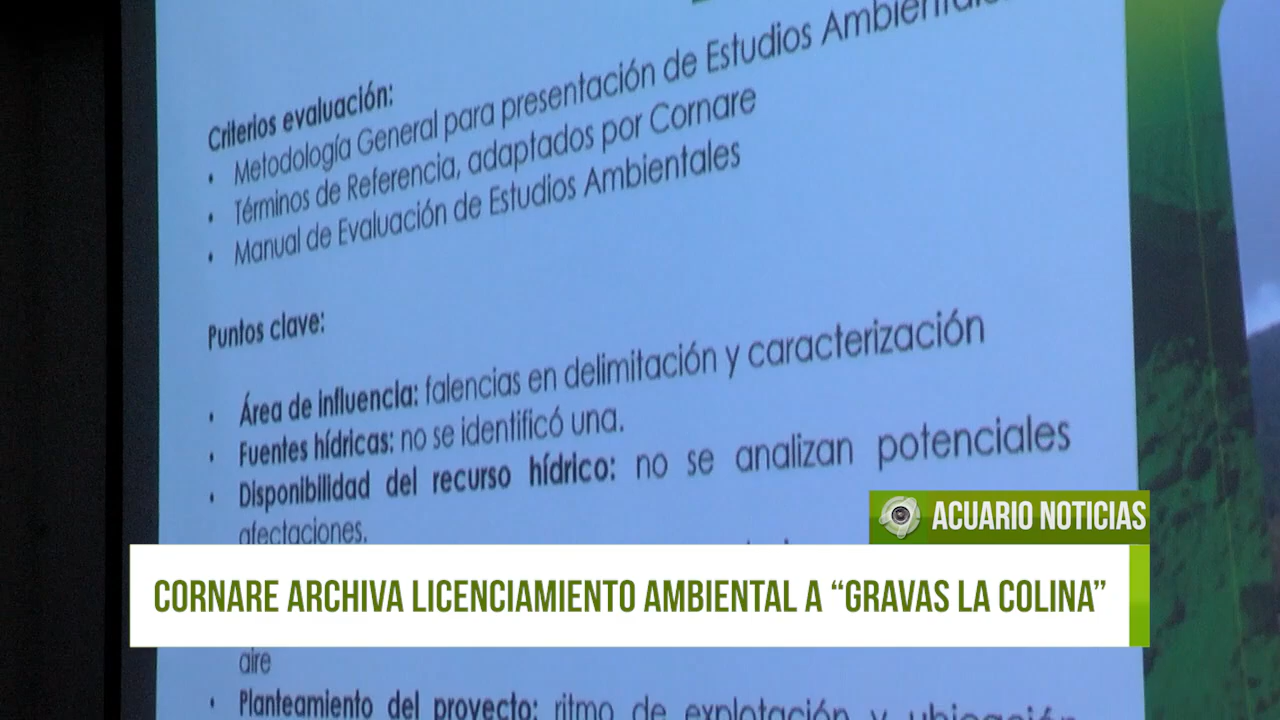 Criterios evaluación:
• Metodología General para presentación de Estudios Ambientales
• Términos de Referencia, adaptados por Cornare
• Manual de Evaluación de Estudios Ambientales
Puntos clave:
• Área de influencia: falencias en delimitación y caracterización
• Fuentes hídricas: no se identificó una.
• Disponibilidad del recurso hídrico: no se analizan potenciales
afectaciones.
ACUARIO NOTICIAS
CORNARE ARCHIVA LICENCIAMIENTO AMBIENTAL A “GRAVAS LA COLINA”
aire
• Planteamiento del proyecto: ritmo de explotación y ubicación